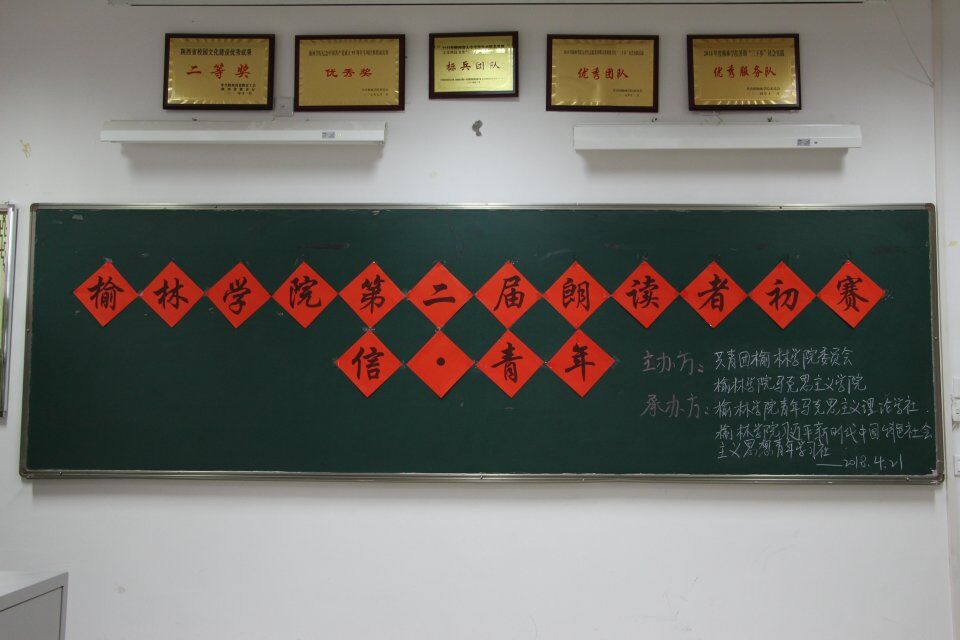 陕西省校园文化建设优秀成果
二等奖
优秀奖
标兵团队
优秀团队
优秀服务队
榆林学院第二届朗读者初赛
信·青年
主办方：共青团榆林学院委员会
榆林学院马克思主义学院
承办方：榆林学院青年马克思主义理论学社
榆林学院习近平新时代中国特色社会
主义思想青年学习社
——2018.4.21